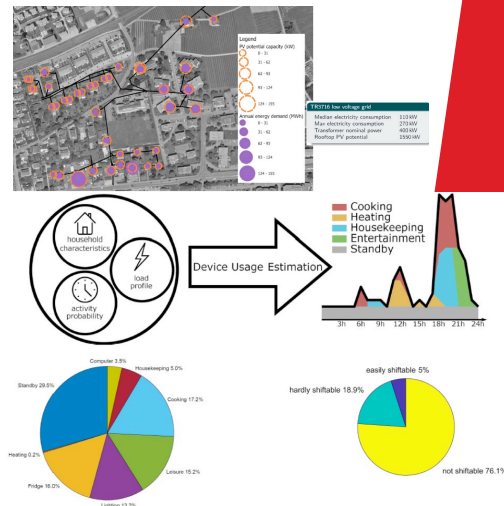 Legend
PV potential capacity (kW)
0 - 31
31 - 62
62 - 93
93 - 124
124 - 155
Annual energy demand (MWh)
0 - 31
31 - 62
62 - 93
93 - 124
124 - 155
TR3716 low voltage grid
Median electricity consumption 110 kW
Max electricity consumption 270 kW
Transformer nominal power 400 kW
Rooftop PV potential 1550 kW
household
characteristics
load
profile
activity
probability
Device Usage Estimation
Cooking
Heating
Housekeeping
Entertainment
Standby
3h 6h 9h 12h 15h 18h 21h 24h
Computer 3.8%
Housekeeping 5.0%
Standby 29.5%
Cooking 17.2%
Heating 0.2%
Leisure 15.2%
Fridge 16.0%
easily shiftable 5%
hardly shiftable 18.9%
not shiftable 76.1%